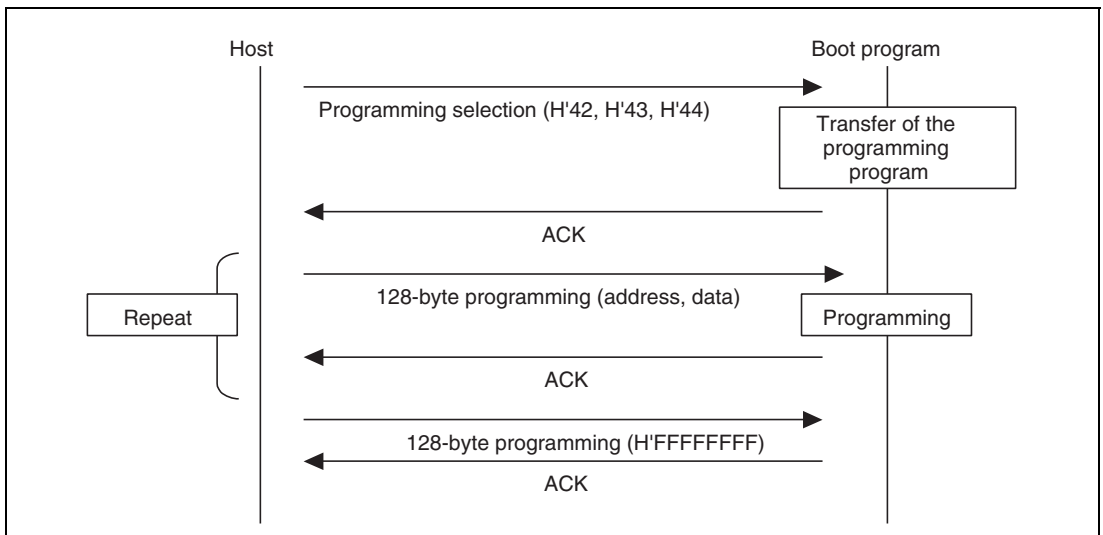 Host
Boot program
Programming selection (H'42, H'43, H'44)
Transfer of the
programming
program
ACK
128-byte programming (address, data)
Repeat
Programming
ACK
128-byte programming (H'FFFFFFFF)
ACK